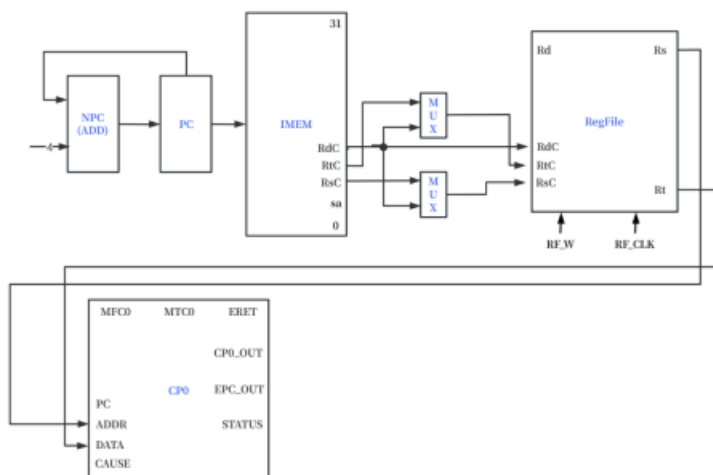 31
Rd
Rs
NPC
(ADD)
PC
IMEM
M
U
X
RegFile
4
RdC
RtC
RsC
sa
0
M
U
X
RdC
RtC
RsC
Rt
RF_W
RF_CLK
MFC0
MTC0
ERET
CP0_OUT
CP0
EPC_OUT
PC
ADDR
STATUS
DATA
CAUSE